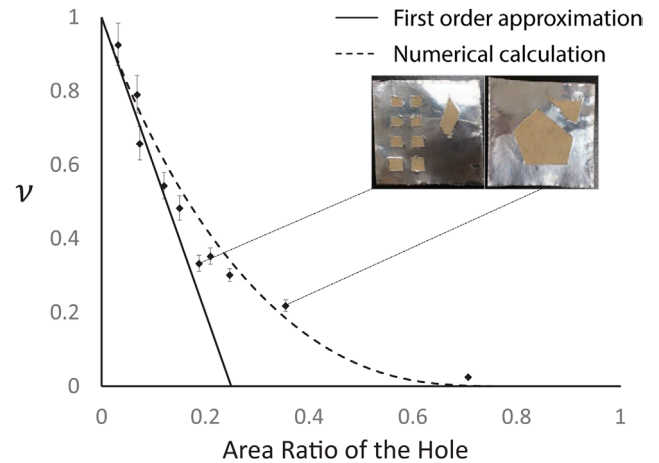 First order approximation
Numerical calculation
1
0.8
0.6
ν
0.4
0.2
0
0 0.2 0.4 0.6 0.8 1
Area Ratio of the Hole